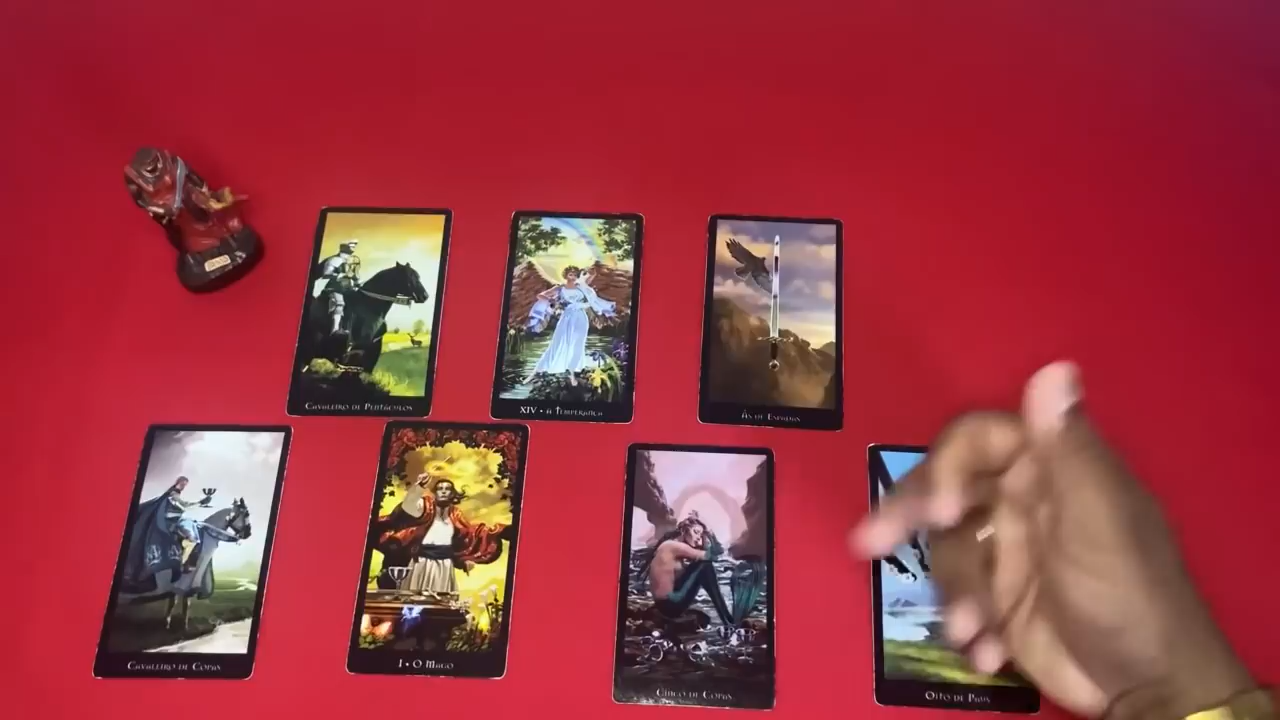 Cavaleiro de Pentáculos
XIV • A Temperança
Ás de Espadas
Cavaleiro de Copas
I • O Mago
Cinco de Copas
Oito de Paus